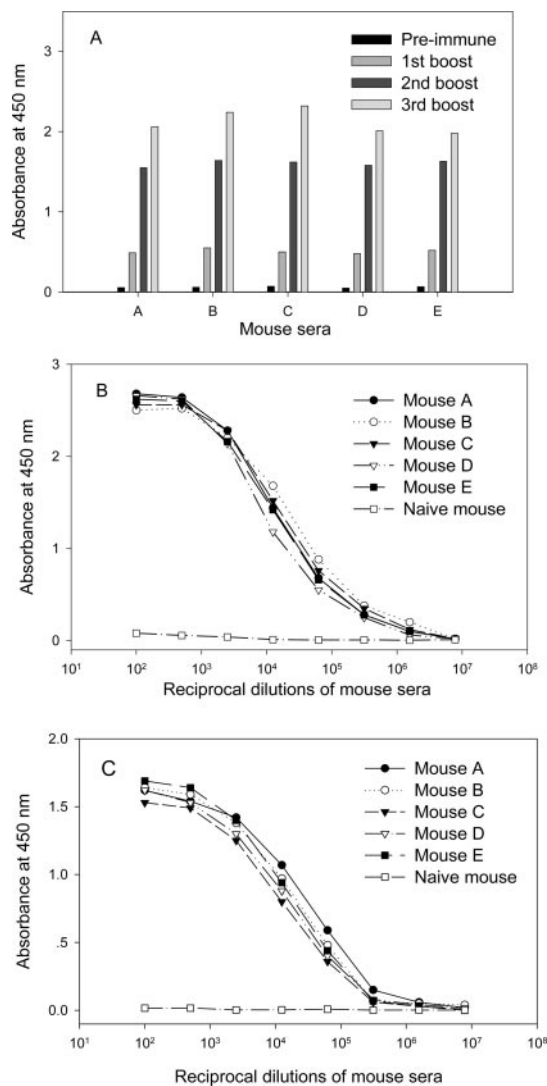 A
Pre-immune
1st boost
2nd boost
3rd boost
Absorbance at 450 nm
3
2
1
0
A B C D E
Mouse sera
B
Mouse A
Mouse B
Mouse C
Mouse D
Mouse E
Naive mouse
Absorbance at 450 nm
3
2
1
0
10¹ 10² 10³ 10⁴ 10⁵ 10⁶ 10⁷ 10⁸
Reciprocal dilutions of mouse sera
C
Mouse A
Mouse B
Mouse C
Mouse D
Mouse E
Naive mouse
Absorbance at 450 nm
2.0
1.5
1.0
.5
0.0
10¹ 10² 10³ 10⁴ 10⁵ 10⁶ 10⁷ 10⁸
Reciprocal dilutions of mouse sera